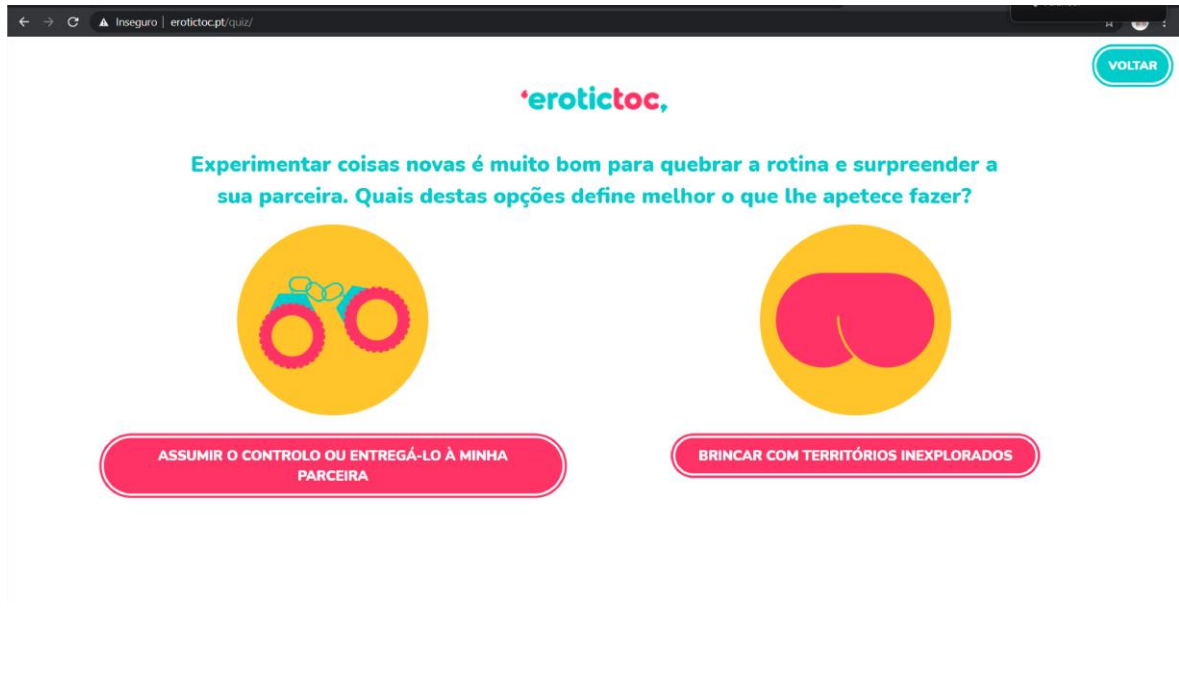 Inseguro | erotictoc.pt/quiz/
VOLTAR
erotictoc,
Experimentar coisas novas é muito bom para quebrar a rotina e surpreender a
sua parceira. Quais destas opções define melhor o que lhe apetece fazer?
ASSUMIR O CONTROLO OU ENTREGÁ-LO À MINHA
PARCEIRA
BRINCAR COM TERRITÓRIOS INEXPLORADOS